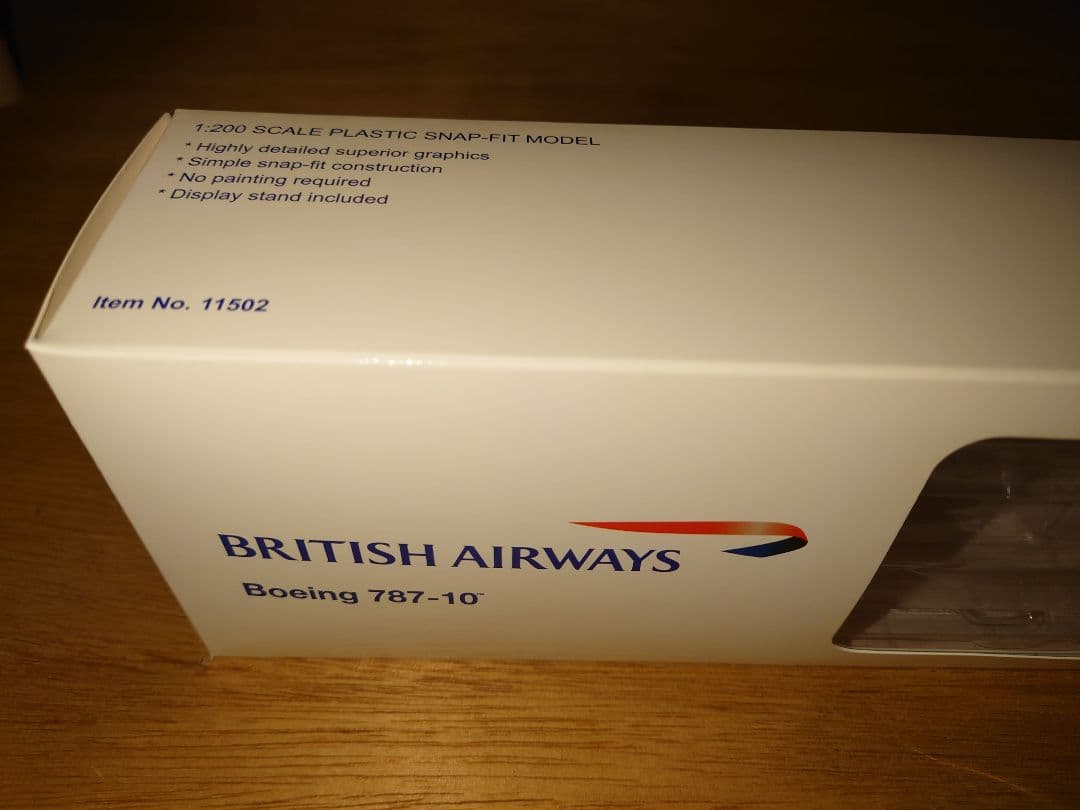 1:200 SCALE PLASTIC SNAP-FIT MODEL
* Highly detailed superior graphics
* Simple snap-fit construction
* No painting required
* Display stand included
Item No. 11502
BRITISH AIRWAYS
Boeing 787-10™